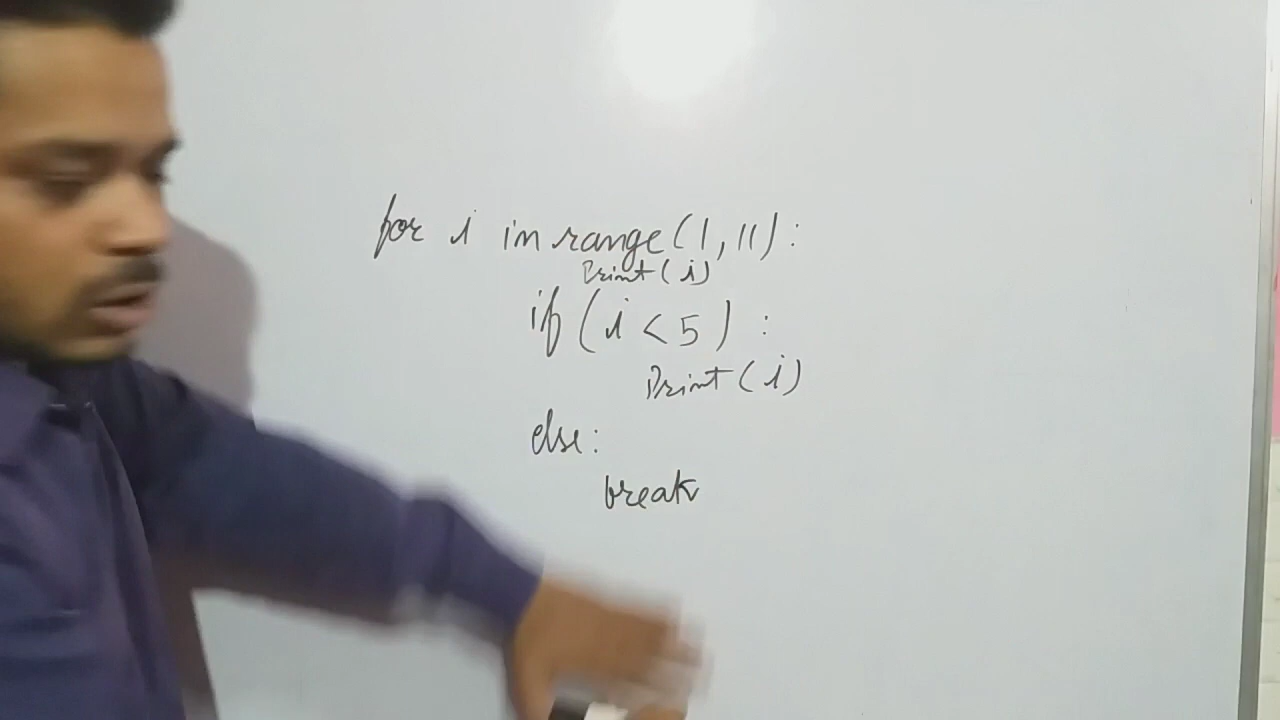 for i in range(1,11):
Print(i)
if(i<5):
Print(i)
else:
break